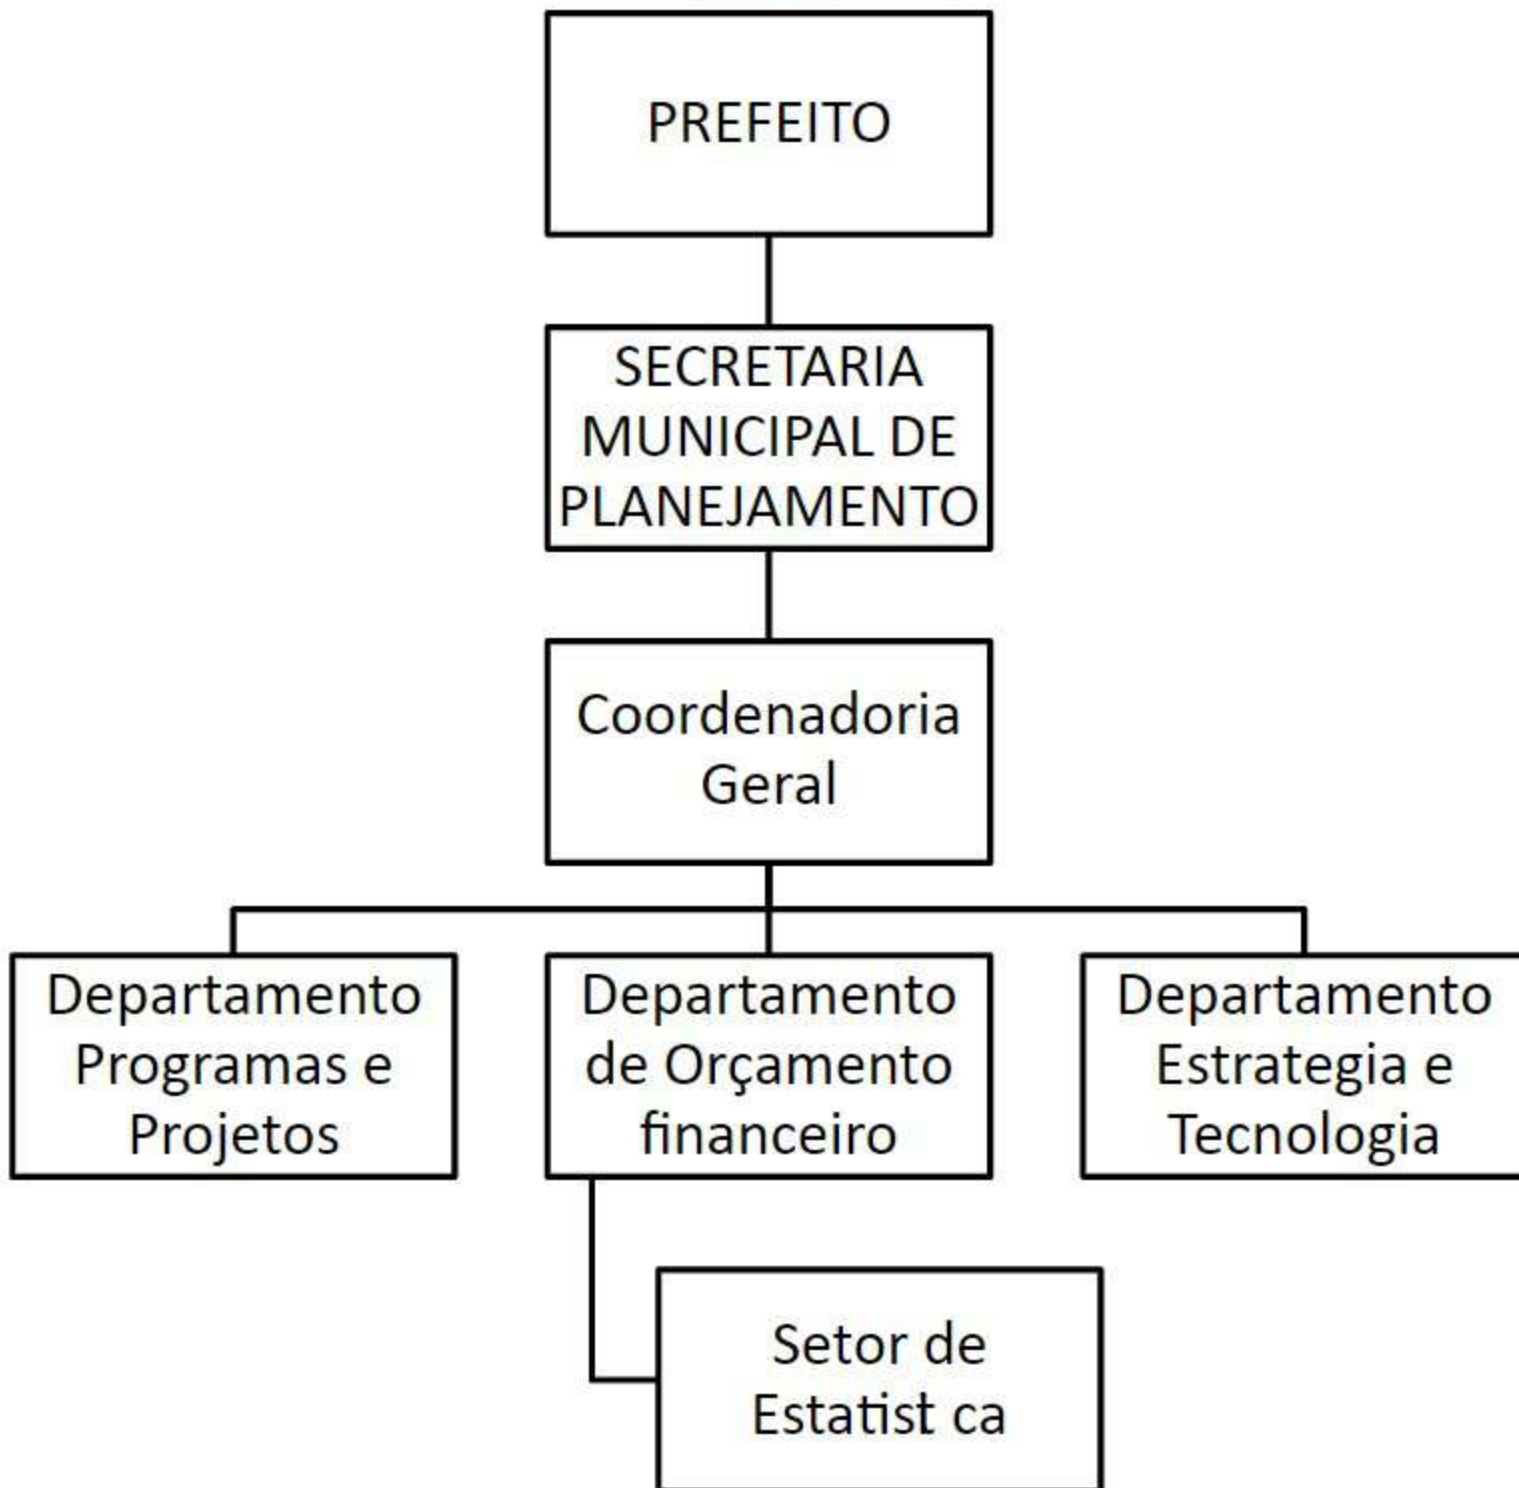 PREFEITO
SECRETARIA
MUNICIPAL DE
PLANEJAMENTO
Coordenadoria
Geral
Departamento
Programas e
Projetos
Departamento
de Orçamento
financeiro
Departamento
Estrategia e
Tecnologia
Setor de
Estatist ca